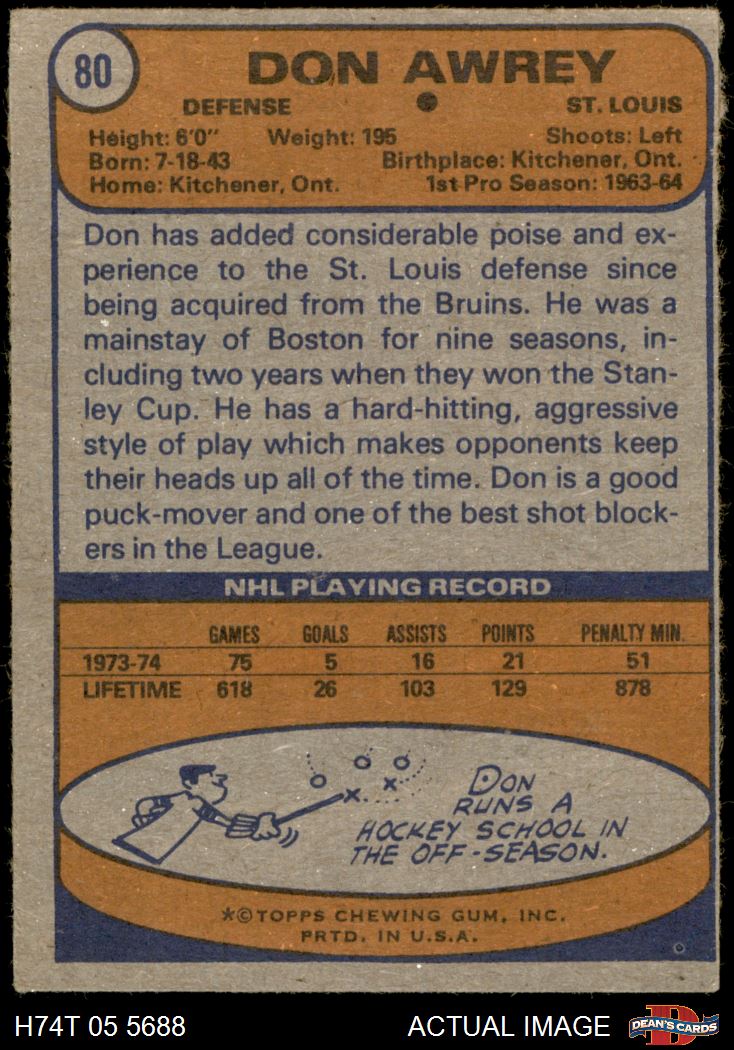 80
DON AWREY
DEFENSE ST. LOUIS
Height: 6'0" Weight: 195 Shoots: Left
Born: 7-18-43 Birthplace: Kitchener, Ont.
Home: Kitchener, Ont. 1st Pro Season: 1963-64
Don has added considerable poise and ex-
perience to the St. Louis defense since
being acquired from the Bruins. He was a
mainstay of Boston for nine seasons, in-
cluding two years when they won the Stan-
ley Cup. He has a hard-hitting, aggressive
style of play which makes opponents keep
their heads up all of the time. Don is a good
puck-mover and one of the best shot block-
ers in the League.
NHL PLAYING RECORD
GAMES GOALS ASSISTS POINTS PENALTY MIN.
1973-74 75 5 16 21 51
LIFETIME 618 26 103 129 878
DON
RUNS A
HOCKEY SCHOOL IN
THE OFF-SEASON.
*©TOPPS CHEWING GUM, INC.
PRTD. IN U.S.A.
H74T 05 5688 ACTUAL IMAGE DEAN'S CARDS